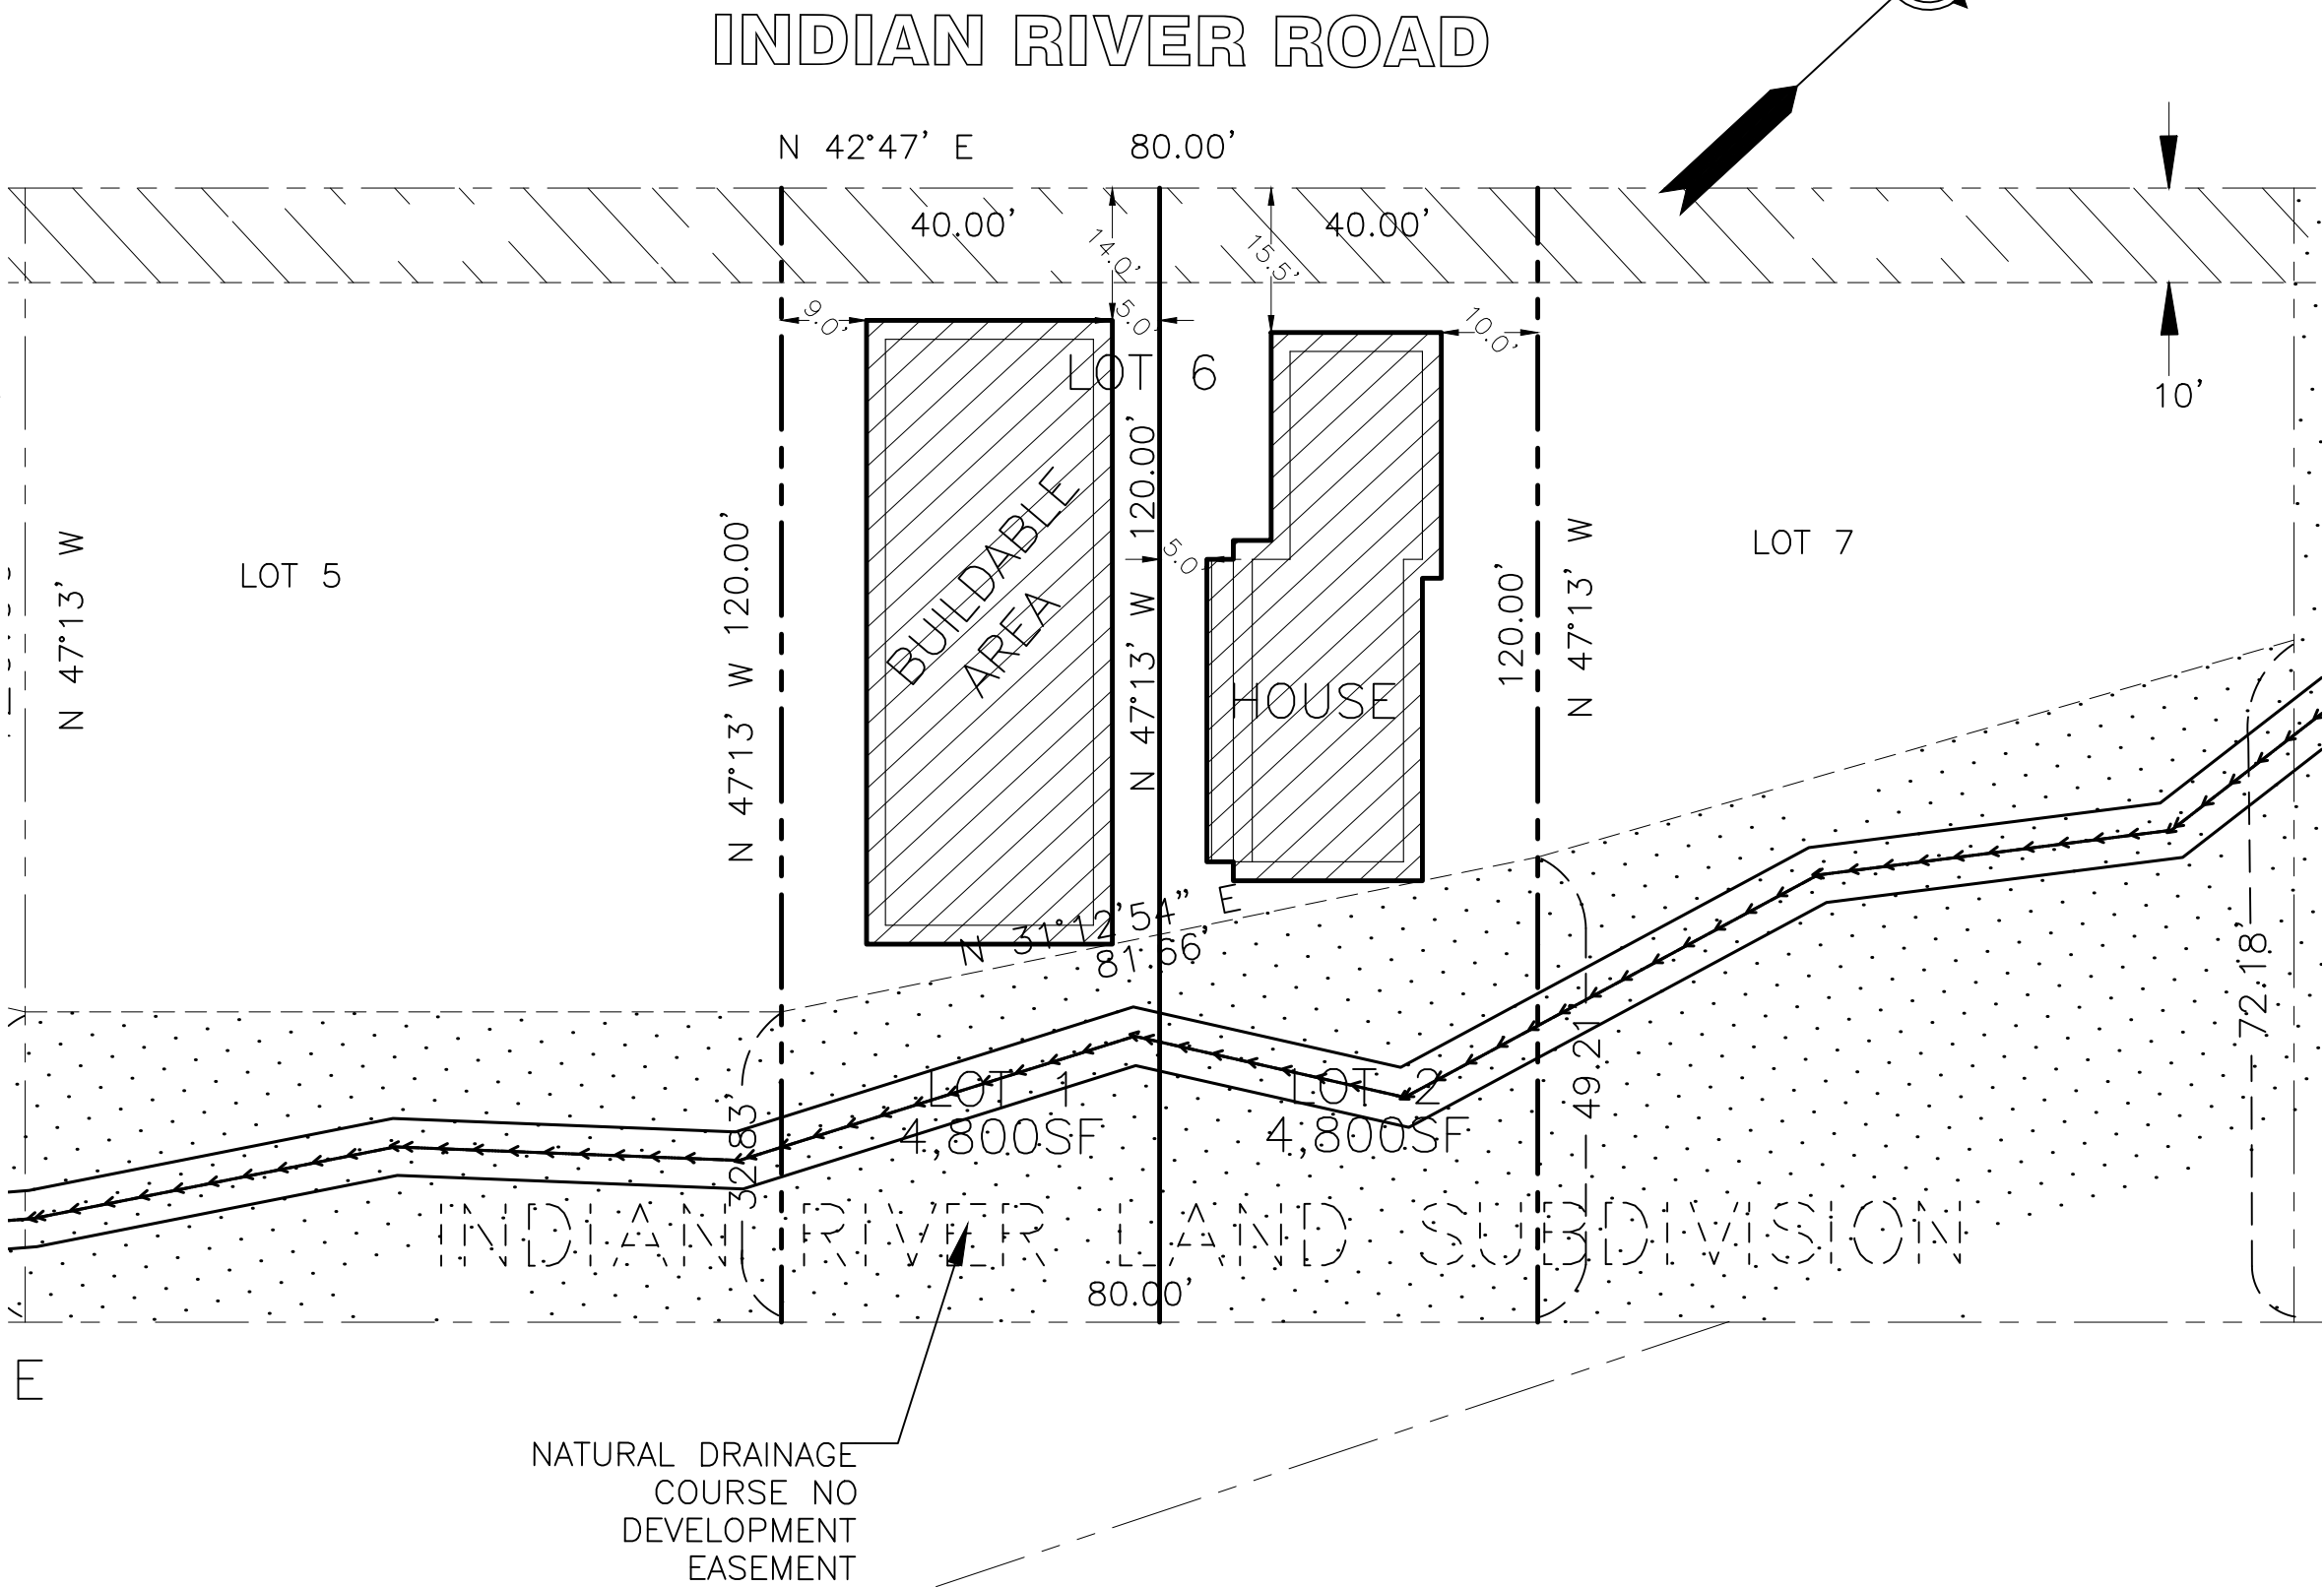 INDIAN RIVER ROAD
N 42°47' E 80.00'
40.00' 40.00'
14.0' 15.5'
9.0' 5.0' 10.0'
LOT 6
10'
120.00'
N 47°13' W
LOT 5
N 47°13' W 120.00'
BUILDABLE
AREA
N 47°13' W
5.0'
HOUSE
120.00'
N 47°13' W
LOT 7
N 31°12'54" E
81.66'
32.83'
LOT 1
4,800SF
LOT 2
4,800SF
49.21'
72.18'
INDIAN RIVER LAND SUBDIVISION
80.00'
E
NATURAL DRAINAGE
COURSE NO
DEVELOPMENT
EASEMENT